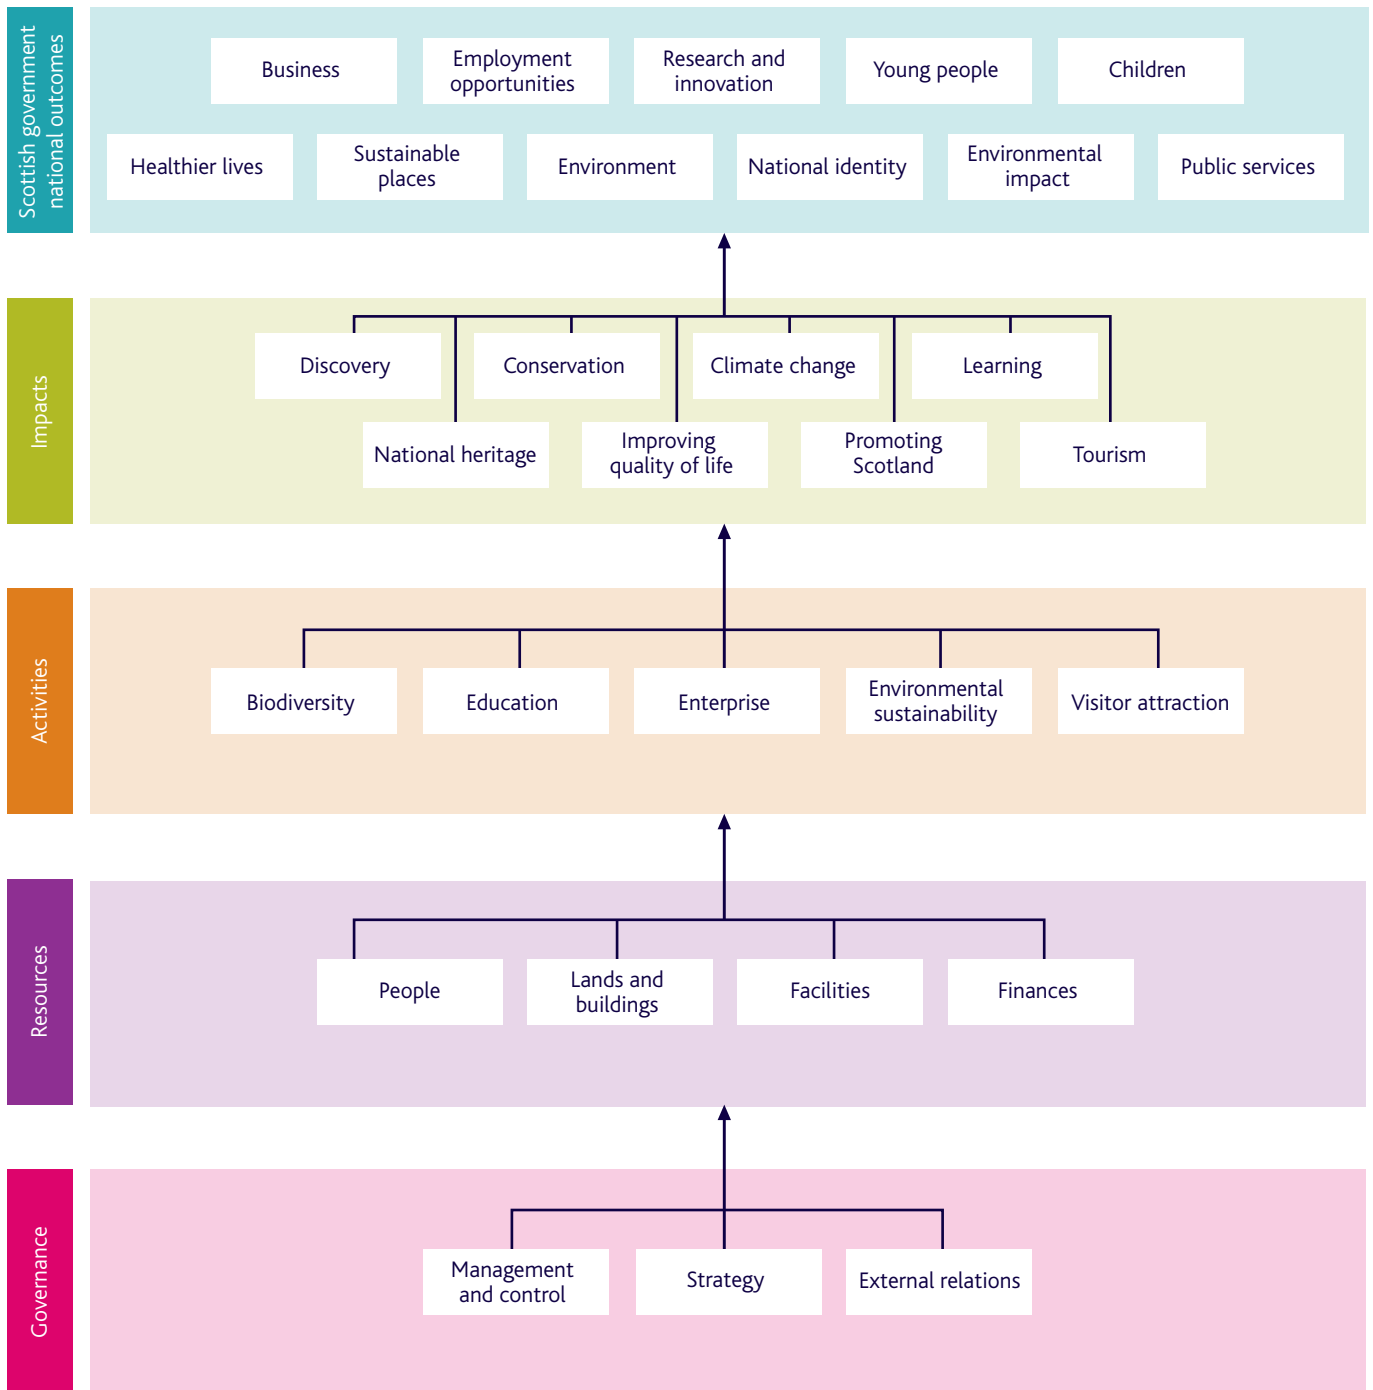 Scottish government
national outcomes
Business
Employment
opportunities
Research and
innovation
Young people
Children
Healthier lives
Sustainable
places
Environment
National identity
Environmental
impact
Public services
Impacts
Discovery
Conservation
Climate change
Learning
National heritage
Improving
quality of life
Promoting
Scotland
Tourism
Activities
Biodiversity
Education
Enterprise
Environmental
sustainability
Visitor attraction
Resources
People
Lands and
buildings
Facilities
Finances
Governance
Management
and control
Strategy
External relations